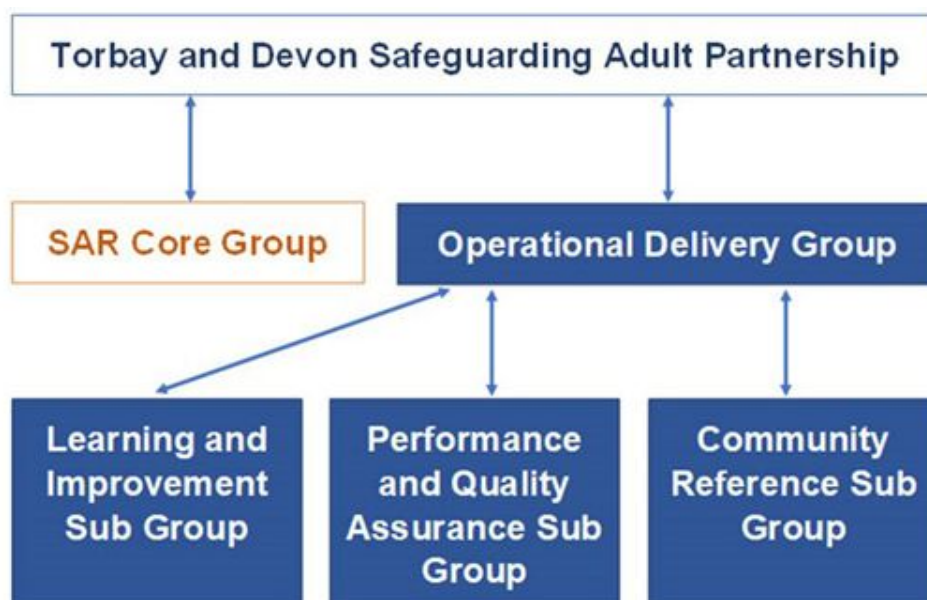 Torbay and Devon Safeguarding Adult Partnership
SAR Core Group
Operational Delivery Group
Learning and
Improvement
Sub Group
Performance
and Quality
Assurance Sub
Group
Community
Reference Sub
Group